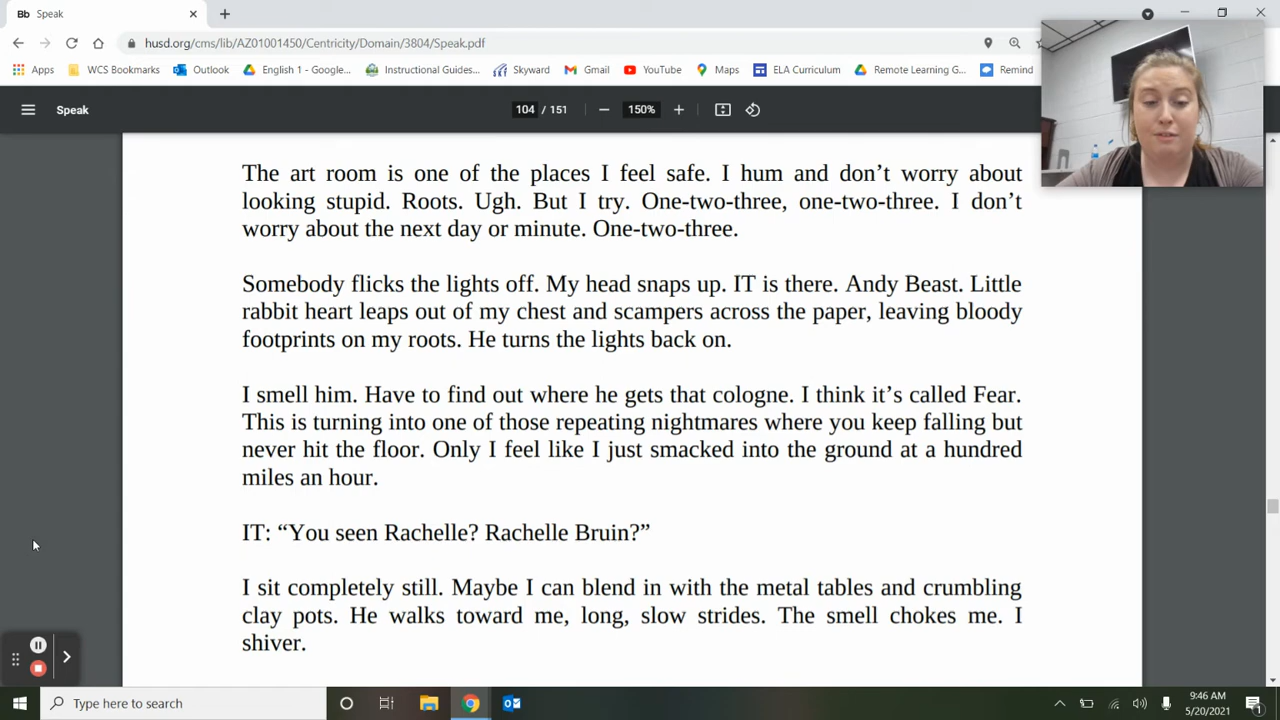 Bb Speak
husd.org/cms/lib/AZ01001450/Centricity/Domain/3804/Speak.pdf
Apps WCS Bookmarks Outlook English 1 - Google... Instructional Guides... Skyward Gmail YouTube Maps ELA Curriculum Remote Learning G... Remind
Speak 104 / 151 150%
The art room is one of the places I feel safe. I hum and don’t worry about
looking stupid. Roots. Ugh. But I try. One-two-three, one-two-three. I don’t
worry about the next day or minute. One-two-three.
Somebody flicks the lights off. My head snaps up. IT is there. Andy Beast. Little
rabbit heart leaps out of my chest and scampers across the paper, leaving bloody
footprints on my roots. He turns the lights back on.
I smell him. Have to find out where he gets that cologne. I think it’s called Fear.
This is turning into one of those repeating nightmares where you keep falling but
never hit the floor. Only I feel like I just smacked into the ground at a hundred
miles an hour.
IT: “You seen Rachelle? Rachelle Bruin?”
I sit completely still. Maybe I can blend in with the metal tables and crumbling
clay pots. He walks toward me, long, slow strides. The smell chokes me. I
shiver.
Type here to search
9:46 AM
5/20/2021
1